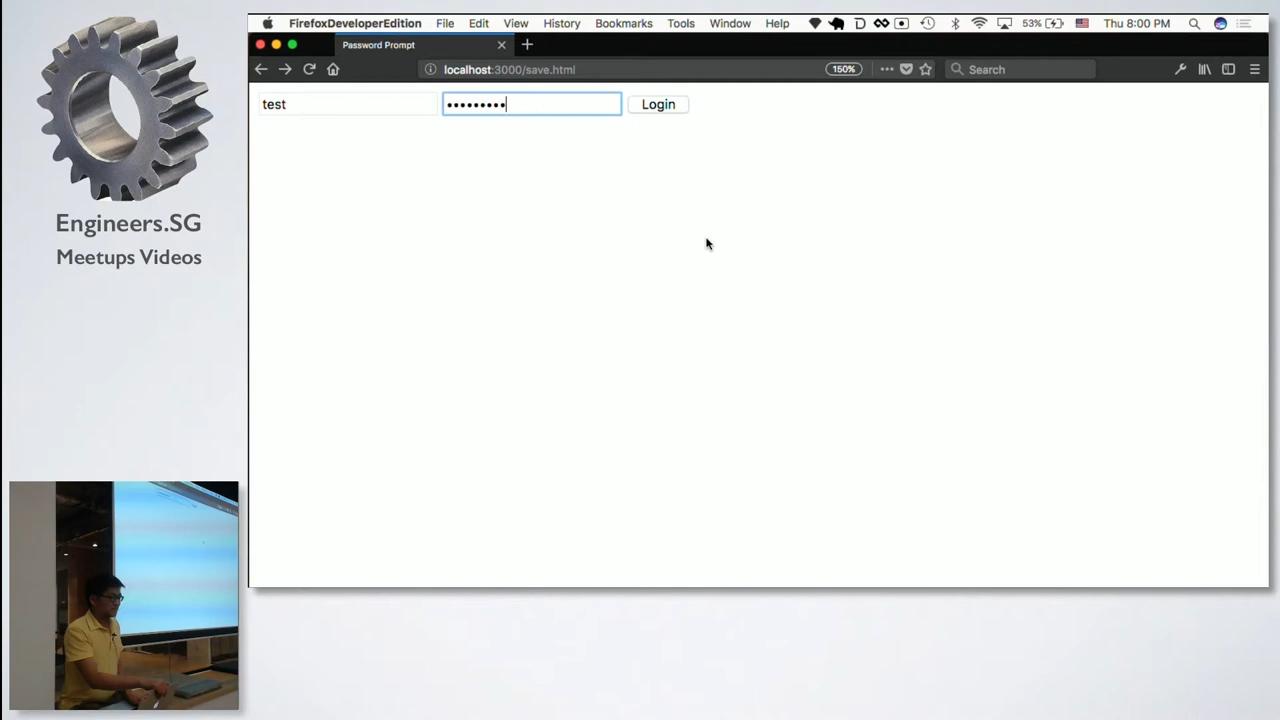 FirefoxDeveloperEdition File Edit View History Bookmarks Tools Window Help 53% Thu 8:00 PM
Password Prompt
localhost:3000/save.html 150% Search
test ••••••••• Login
Engineers.SG
Meetups Videos